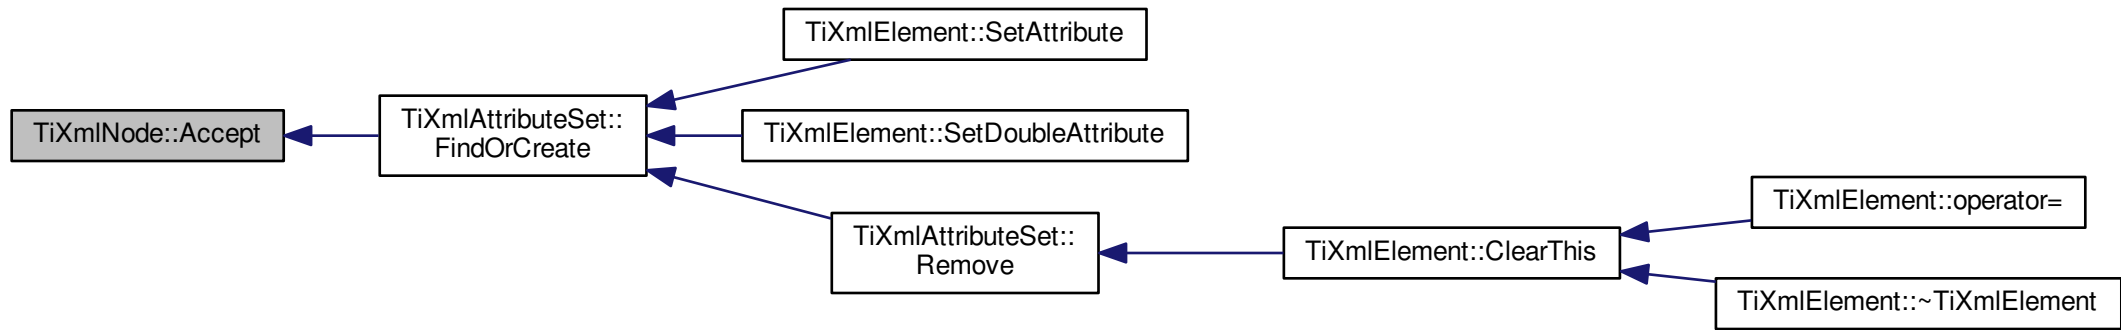 TiXmlNode::Accept
TiXmlAttributeSet::
FindOrCreate
TiXmlElement::SetAttribute
TiXmlElement::SetDoubleAttribute
TiXmlAttributeSet::
Remove
TiXmlElement::ClearThis
TiXmlElement::operator=
TiXmlElement::~TiXmlElement